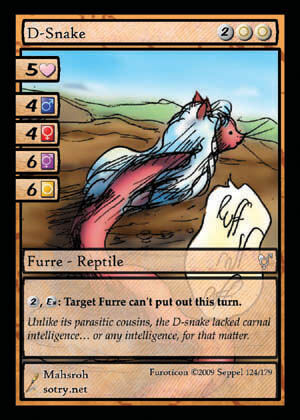 D-Snake 2
5
4
4
6
6
puff
Furre - Reptile
2, E: Target Furre can't put out this turn.
Unlike its parasitic cousins, the D-snake lacked carnal
intelligence... or any intelligence, for that matter.
Mahsroh
sotry.net
Furoticon ©2009 Seppel 124/179